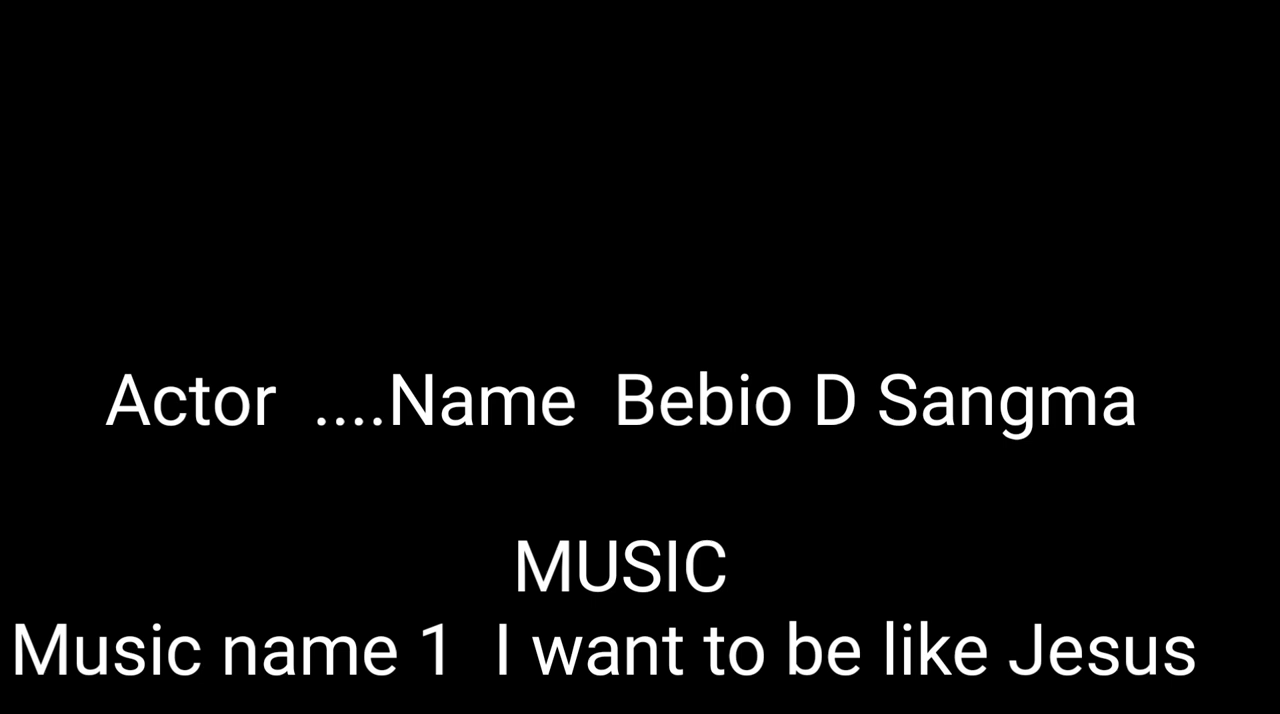 Actor  ....Name  Bebio D Sangma
MUSIC
Music name 1  I want to be like Jesus